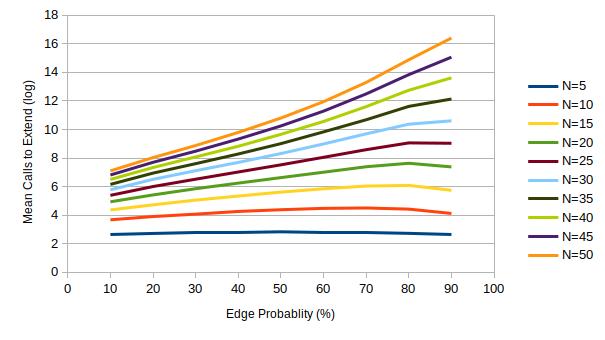 18
16
14
12
10
8
6
4
2
0
Mean Calls to Extend (log)
0 10 20 30 40 50 60 70 80 90 100
Edge Probablity (%)
N=5
N=10
N=15
N=20
N=25
N=30
N=35
N=40
N=45
N=50